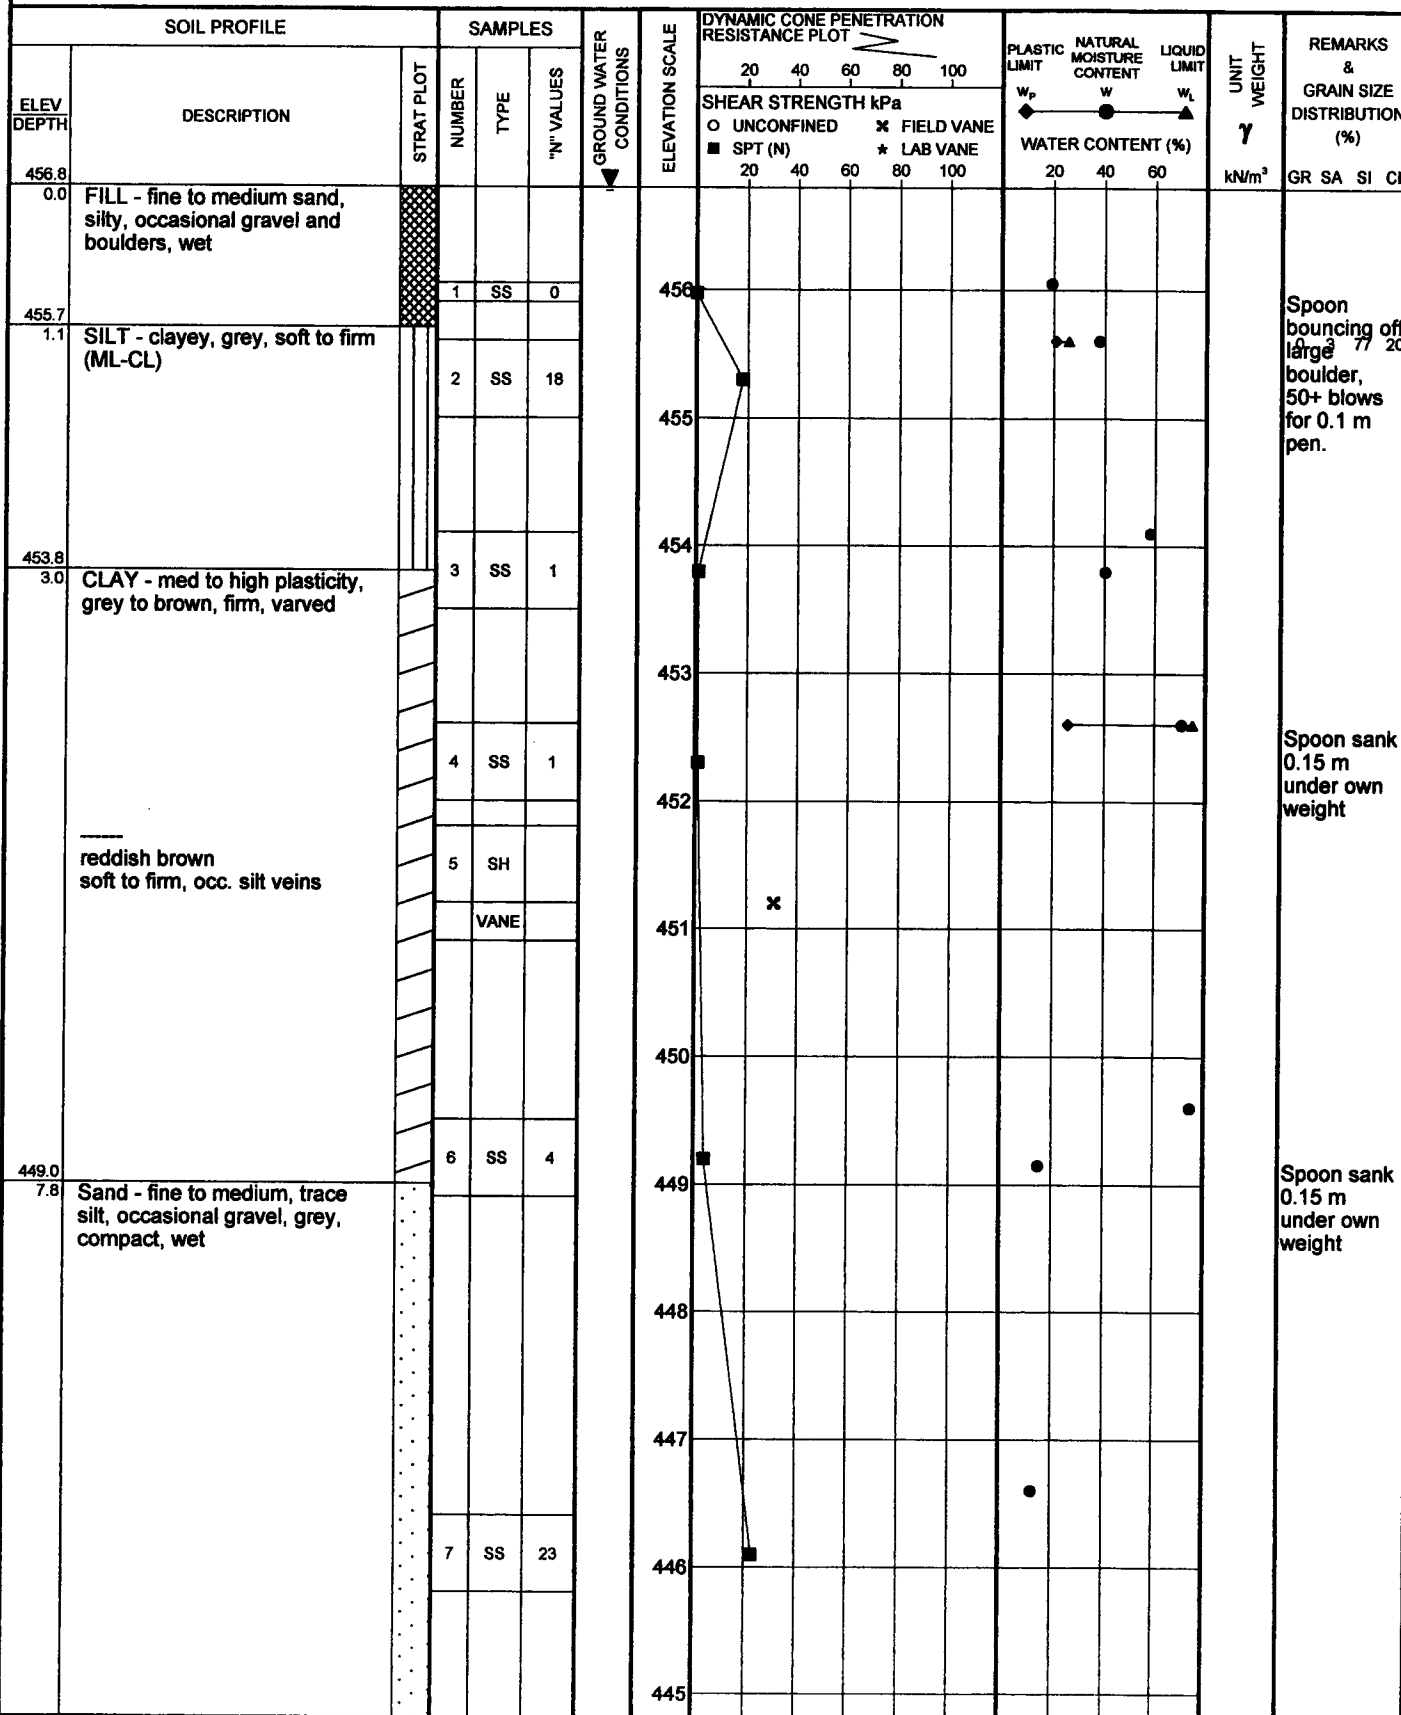 SOIL PROFILE
SAMPLES
GROUND WATER
CONDITIONS
ELEVATION SCALE
DYNAMIC CONE PENETRATION
RESISTANCE PLOT
20 40 60 80 100
SHEAR STRENGTH kPa
O UNCONFINED ✖ FIELD VANE
■ SPT (N) ★ LAB VANE
PLASTIC
LIMIT
NATURAL
MOISTURE
CONTENT
LIQUID
LIMIT
WP W WL
WATER CONTENT (%)
20 40 60
UNIT
WEIGHT
γ
kN/m³
REMARKS
&
GRAIN SIZE
DISTRIBUTION
(%)
GR SA SI CL
ELEV
DEPTH
DESCRIPTION
STRAT PLOT
NUMBER
TYPE
"N" VALUES
456.8
0.0
FILL - fine to medium sand,
silty, occasional gravel and
boulders, wet
1 SS 0
456
455.7
1.1
SILT - clayey, grey, soft to firm
(ML-CL)
2 SS 18
Spoon
bouncing off
large
boulder,
50+ blows
for 0.1 m
pen.
0 3 77 20
455
454
453.8
3.0
CLAY - med to high plasticity,
grey to brown, firm, varved
3 SS 1
453
4 SS 1
Spoon sank
0.15 m
under own
weight
452
reddish brown
soft to firm, occ. silt veins
5 SH
VANE
451
450
6 SS 4
449.0
7.8
Sand - fine to medium, trace
silt, occasional gravel, grey,
compact, wet
449
Spoon sank
0.15 m
under own
weight
448
447
7 SS 23
446
445